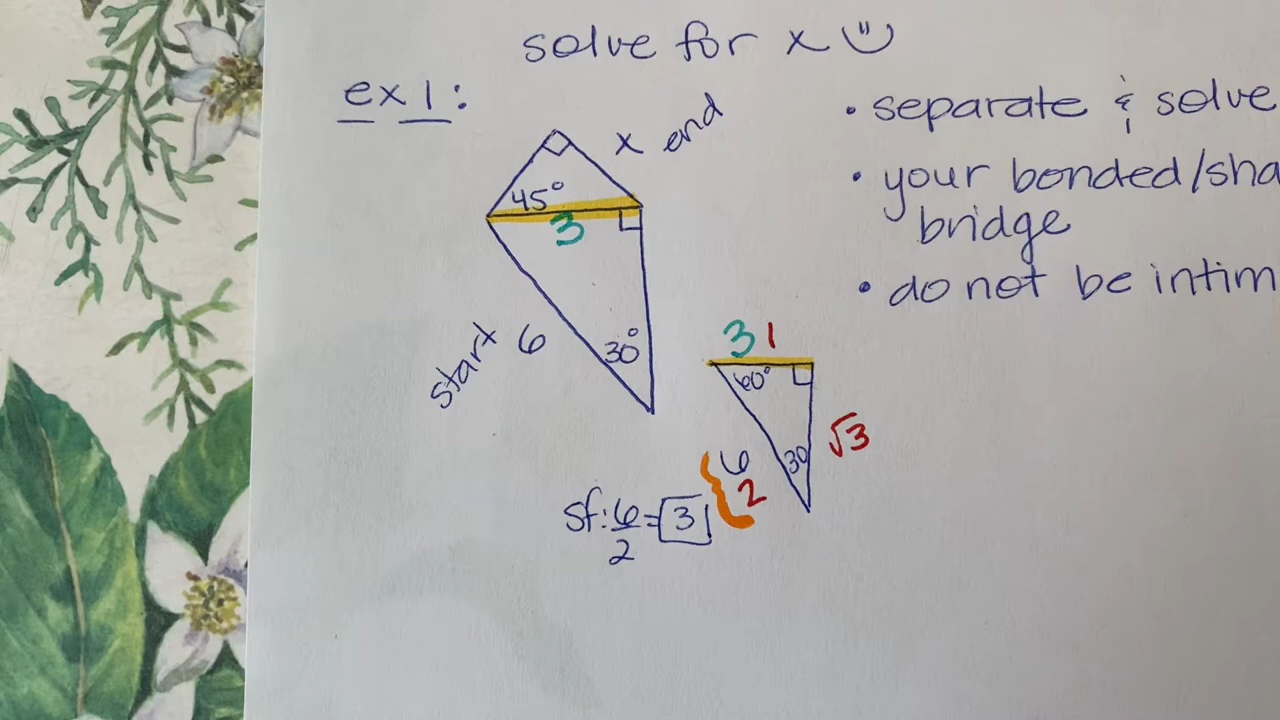 solve for x
ex 1:
x end
45°
3
start 6
30°
• separate & solve
• your bonded/sha
bridge
• do not be intim
3 1
60°
√3
30
6
2
sf: 6/2 = 3